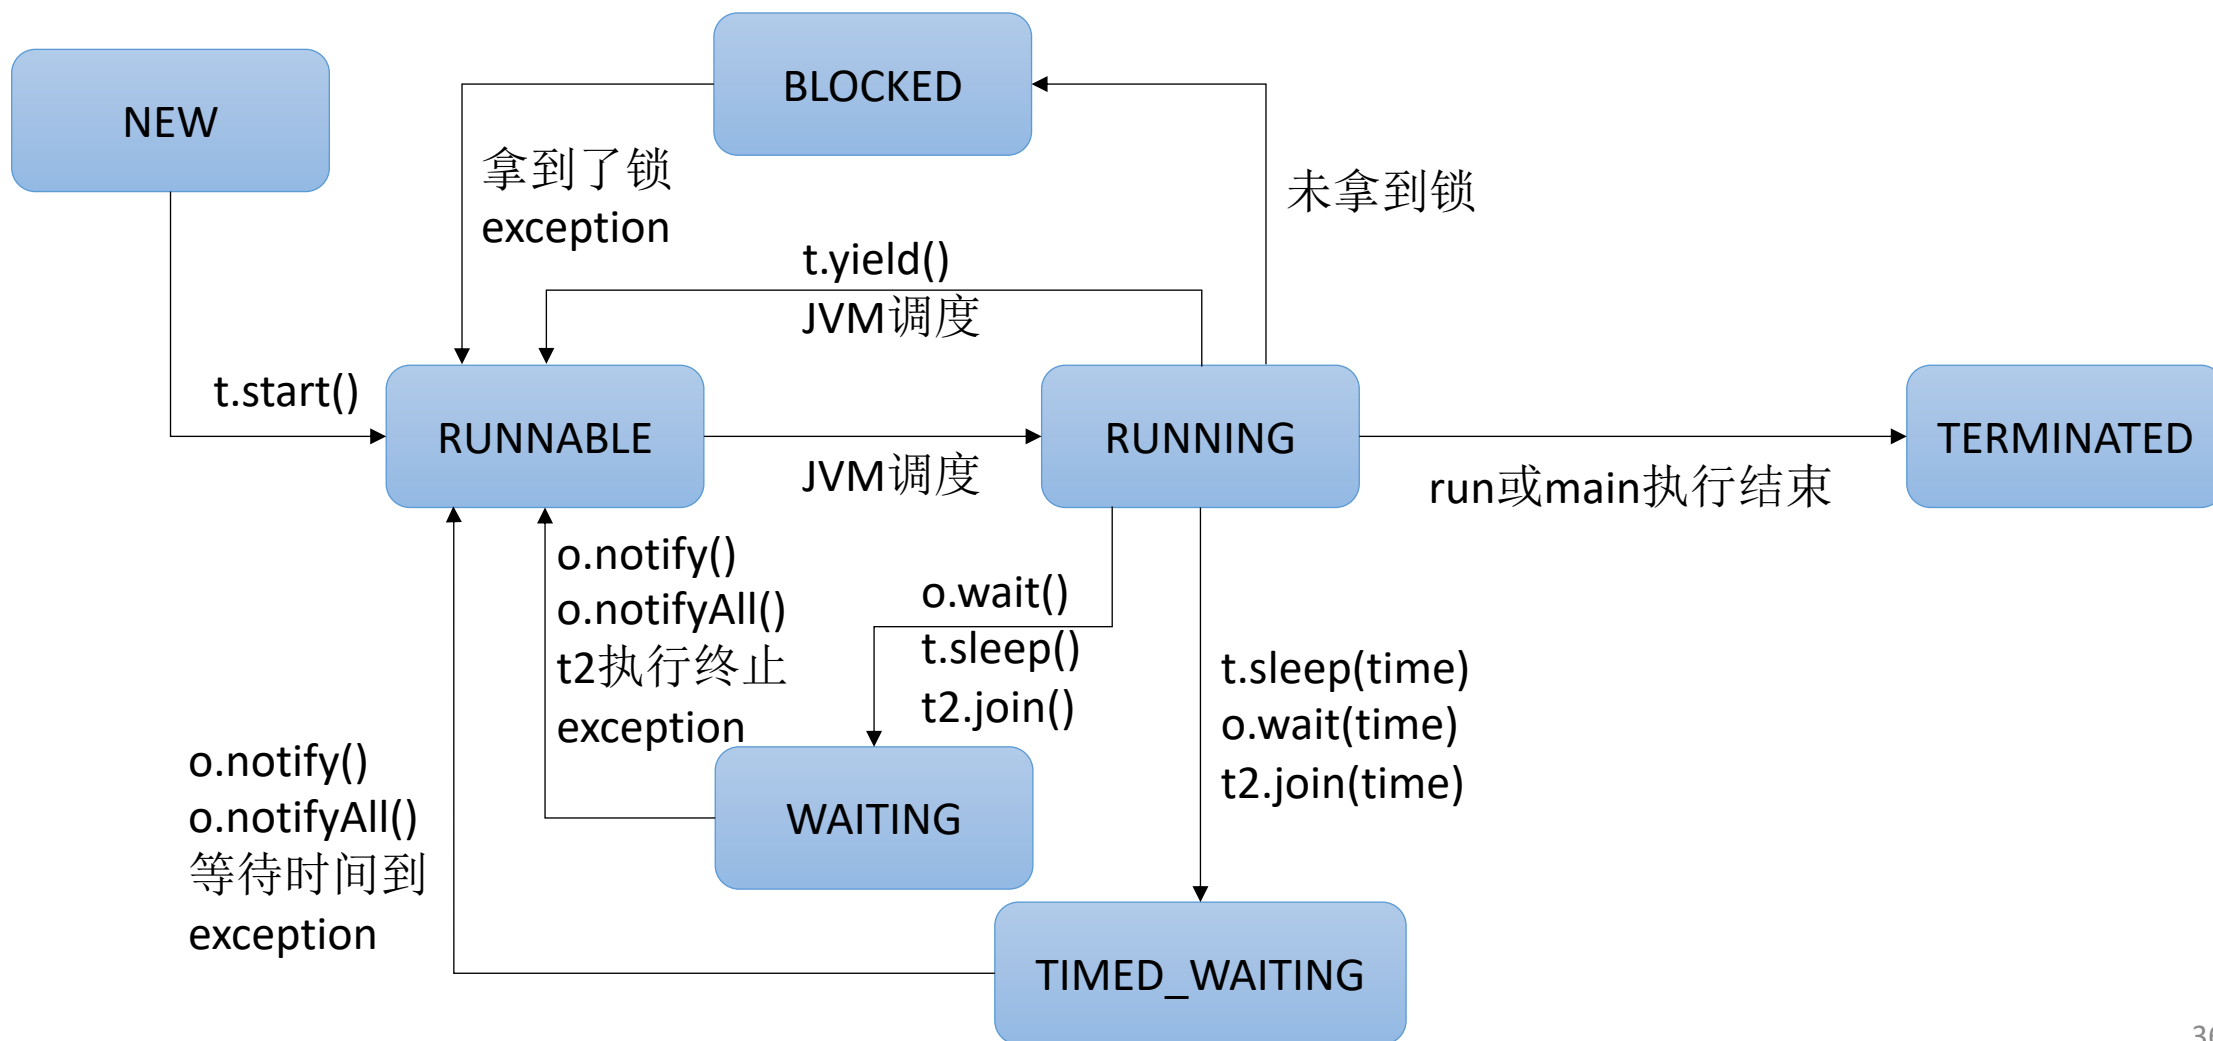 NEW
BLOCKED
拿到了锁
exception
未拿到锁
t.yield()
JVM调度
t.start()
RUNNABLE
JVM调度
RUNNING
run或main执行结束
TERMINATED
o.notify()
o.notifyAll()
t2执行终止
exception
o.wait()
t.sleep()
t2.join()
t.sleep(time)
o.wait(time)
t2.join(time)
o.notify()
o.notifyAll()
等待时间到
exception
WAITING
TIMED_WAITING
36